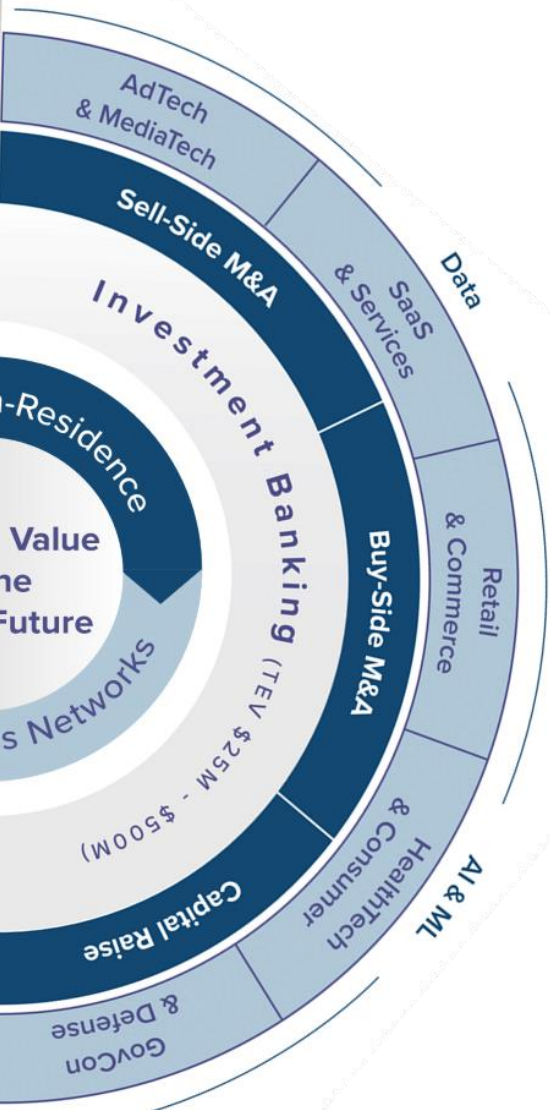 AdTech
& MediaTech
SaaS
& Services
Retail
& Commerce
HealthTech
& Consumer
GovCon
& Defense
Data
AI & ML
Sell-Side M&A
Buy-Side M&A
Capital Raise
Investment Banking (TEV $25M - $500M)
-Residence
s Networks
Value
Future